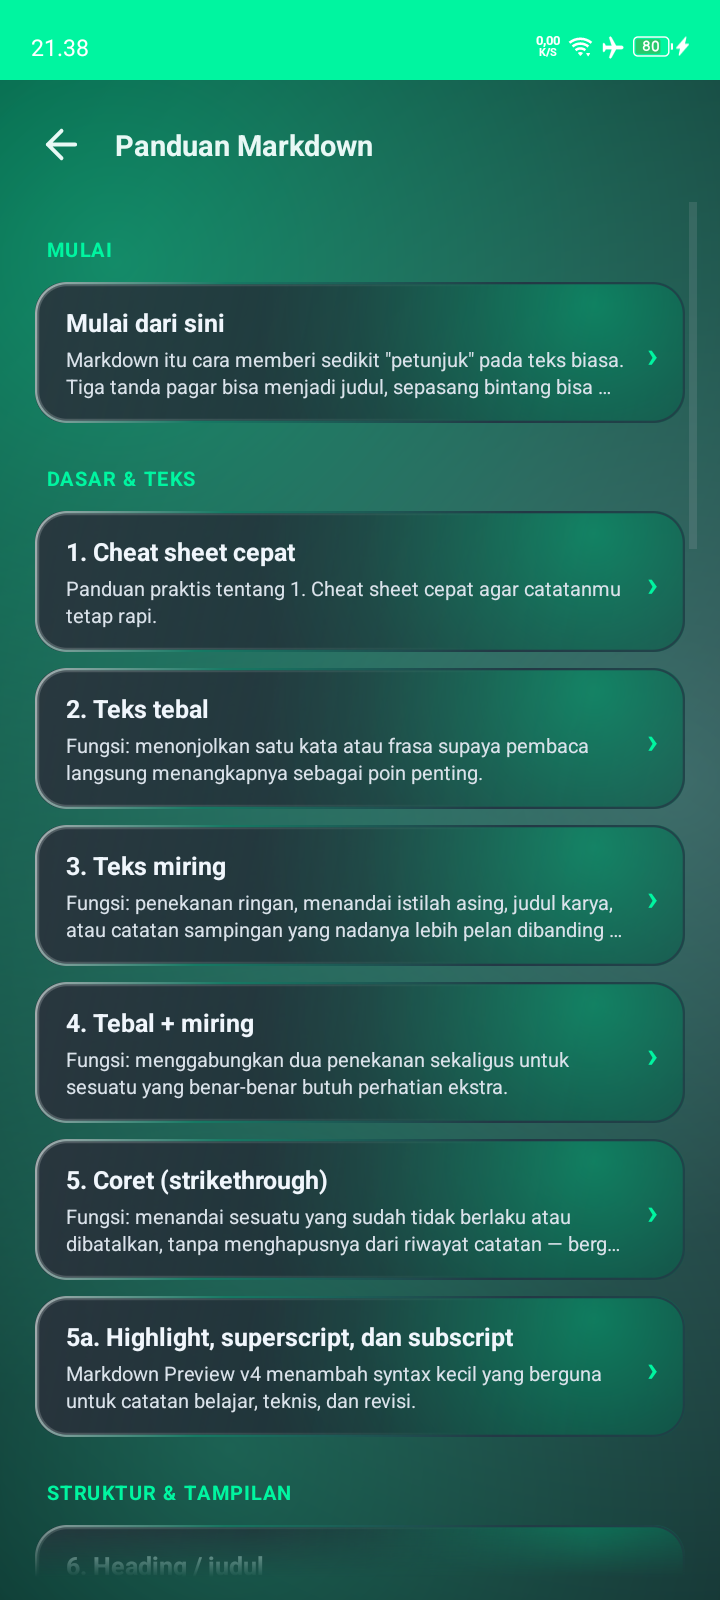 21.38
0,00
K/S
80
Panduan Markdown
MULAI
Mulai dari sini
Markdown itu cara memberi sedikit "petunjuk" pada teks biasa.
Tiga tanda pagar bisa menjadi judul, sepasang bintang bisa ...
DASAR & TEKS
1. Cheat sheet cepat
Panduan praktis tentang 1. Cheat sheet cepat agar catatanmu
tetap rapi.
2. Teks tebal
Fungsi: menonjolkan satu kata atau frasa supaya pembaca
langsung menangkapnya sebagai poin penting.
3. Teks miring
Fungsi: penekanan ringan, menandai istilah asing, judul karya,
atau catatan sampingan yang nadanya lebih pelan dibanding ...
4. Tebal + miring
Fungsi: menggabungkan dua penekanan sekaligus untuk
sesuatu yang benar-benar butuh perhatian ekstra.
5. Coret (strikethrough)
Fungsi: menandai sesuatu yang sudah tidak berlaku atau
dibatalkan, tanpa menghapusnya dari riwayat catatan — berg...
5a. Highlight, superscript, dan subscript
Markdown Preview v4 menambah syntax kecil yang berguna
untuk catatan belajar, teknis, dan revisi.
STRUKTUR & TAMPILAN
6. Heading / judul